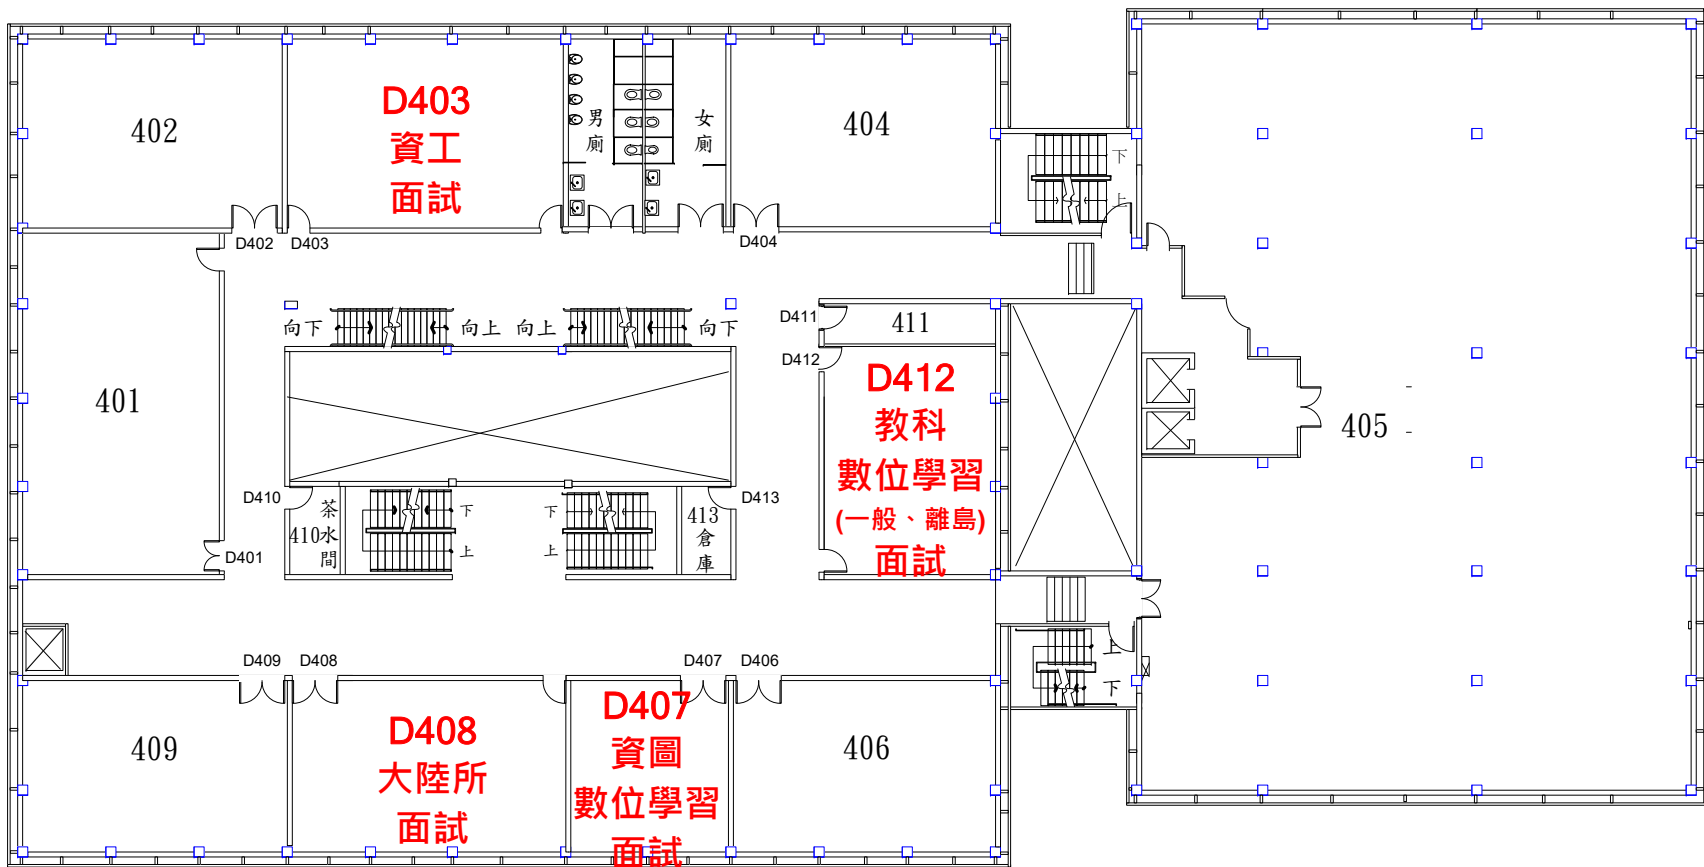 402
D403
資工
面試
男廁
女廁
404
下
上
D402
D403
D404
向下
向上
向上
向下
D411
411
D412
401
D412
教科
數位學習
(一般、離島)
面試
405
D410
茶水間
410
下
上
下
上
413
倉庫
D413
D401
D409
D408
D407
D406
上
下
409
D408
大陸所
面試
D407
資圖
數位學習
面試
406